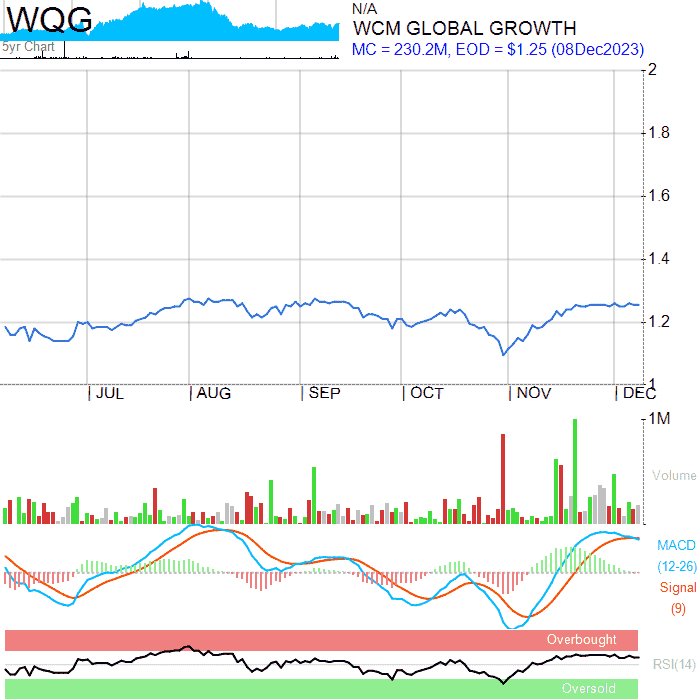 WQG
5yr Chart
N/A
WCM GLOBAL GROWTH
MC = 230.2M, EOD = $1.25 (08Dec2023)
2
1.8
1.6
1.4
1.2
1
JUL AUG SEP OCT NOV DEC
1M
Volume
MACD
(12-26)
Signal
(9)
Overbought
RSI(14)
Oversold